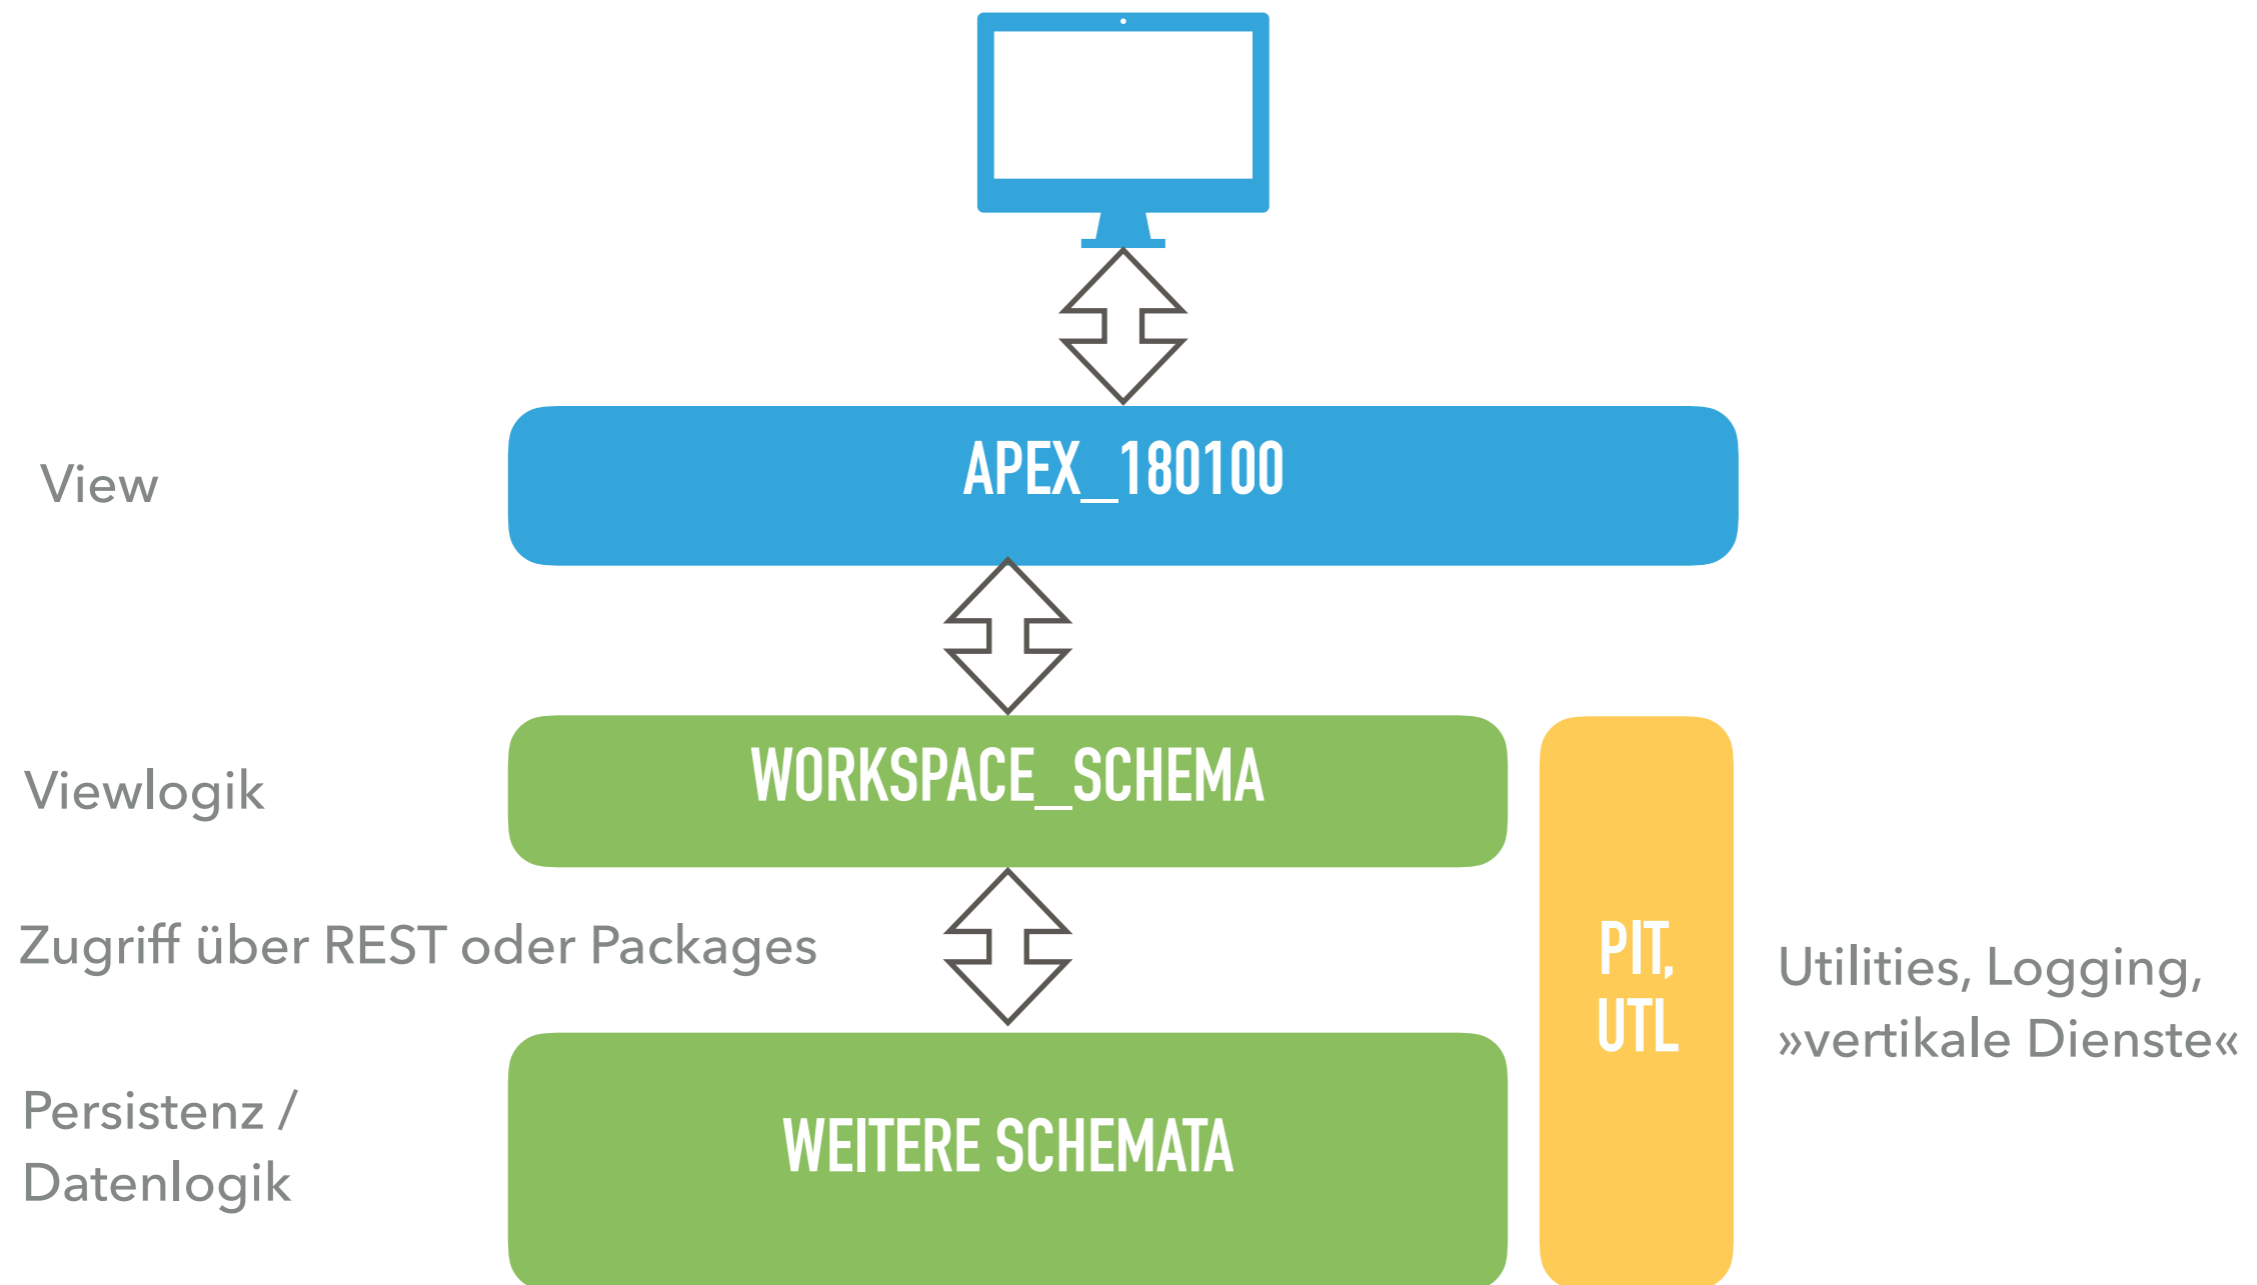 View
APEX_180100
Viewlogik
WORKSPACE_SCHEMA
Zugriff über REST oder Packages
PIT,
UTL
Utilities, Logging,
»vertikale Dienste«
Persistenz /
Datenlogik
WEITERE SCHEMATA